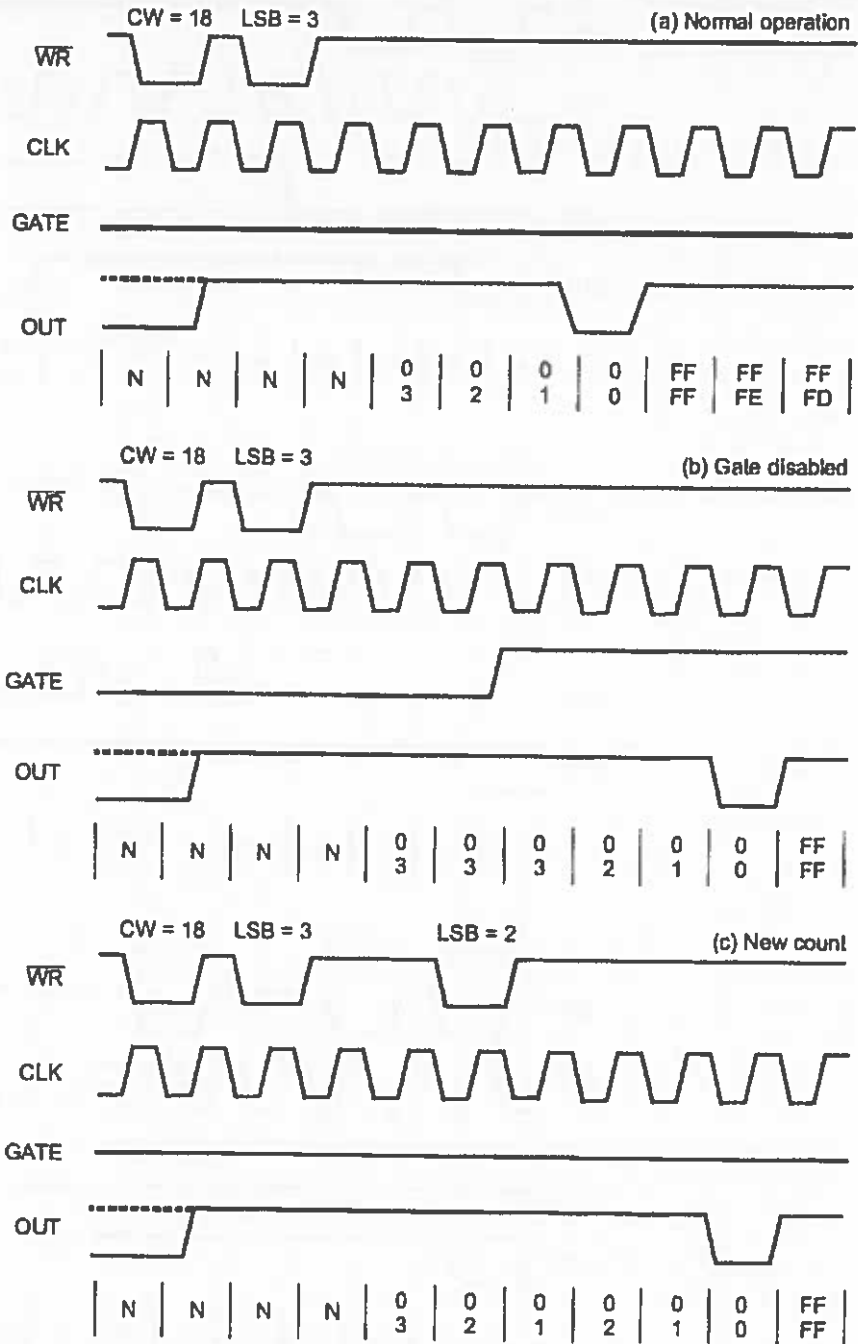 CW = 18 LSB = 3 (a) Normal operation
WR
CLK
GATE
OUT
N N N N 0 0 0 0 FF FF FF
3 2 1 0 FF FE FD
CW = 18 LSB = 3 (b) Gate disabled
WR
CLK
GATE
OUT
N N N N 0 0 0 0 0 0 FF
3 3 3 2 1 0 FF
CW = 18 LSB = 3 LSB = 2 (c) New count
WR
CLK
GATE
OUT
N N N N 0 0 0 0 0 0 FF
3 2 1 2 1 0 FF